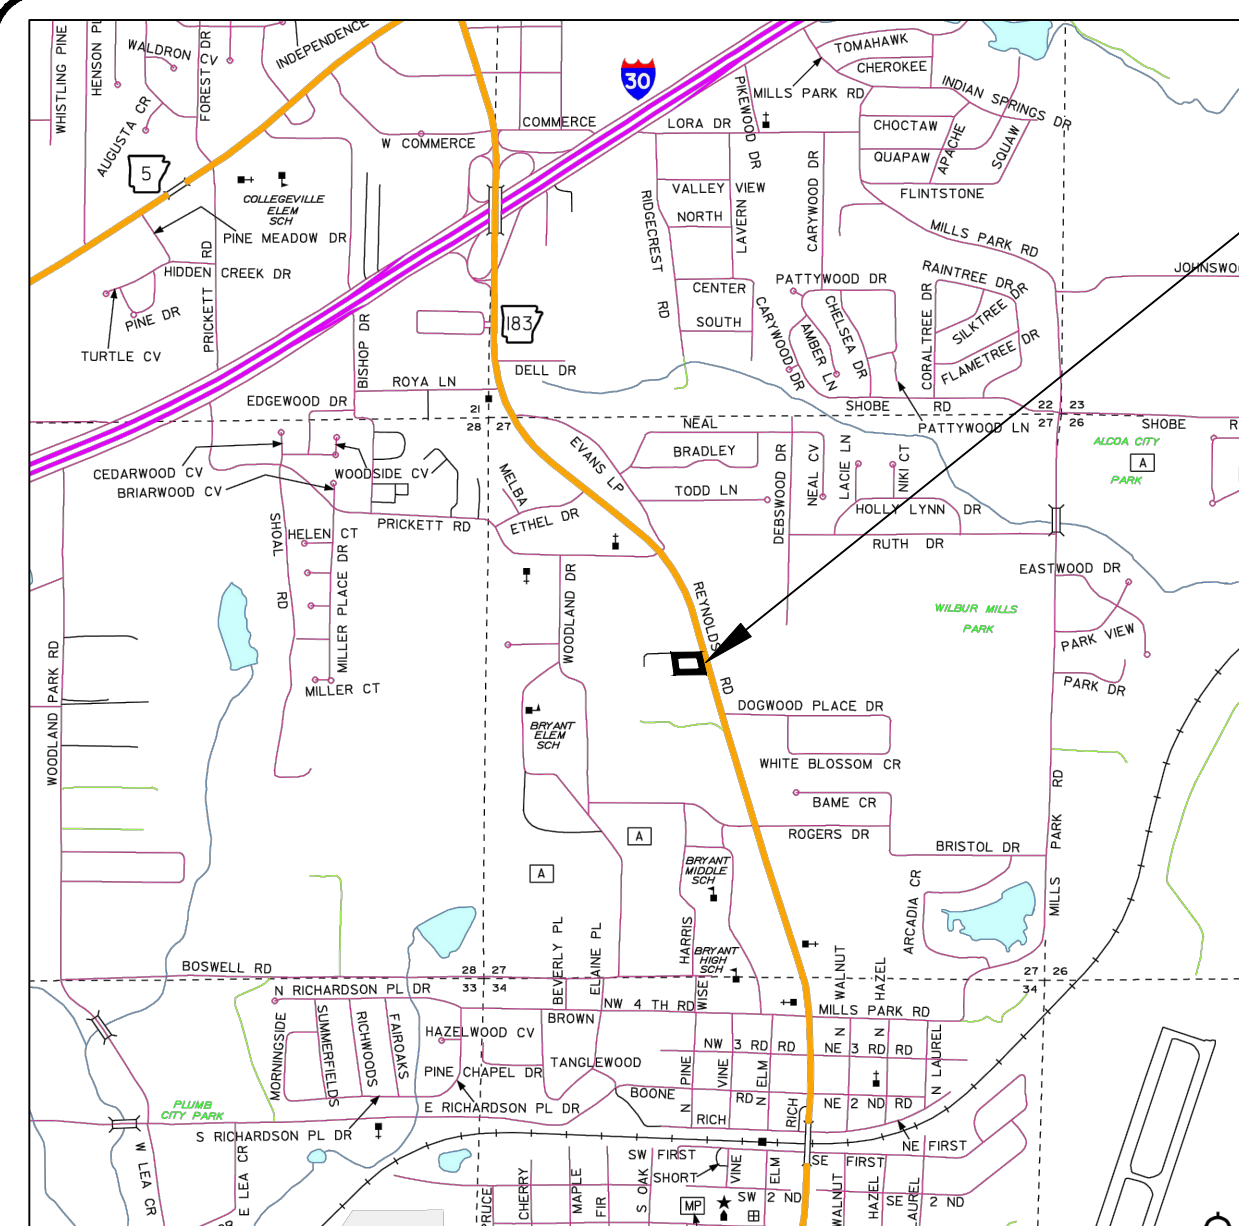 WHISTLING PINE
HENSON PL
WALDRON CV
FOREST DR
INDEPENDENCE
AUGUSTA CR
5
COLLEGEVILLE
ELEM
SCH
PINE MEADOW DR
HIDDEN CREEK DR
PRICKETT RD
PINE DR
TURTLE CV
W COMMERCE
COMMERCE
30
LORA DR
PIKEWOOD DR
MILLS PARK RD
TOMAHAWK
CHEROKEE
INDIAN SPRINGS DR
CHOCTAW
QUAPAW
APACHE
SQUAW
FLINTSTONE
VALLEY VIEW
NORTH
LAVERN
CARYWOOD DR
RIDGECREST RD
CENTER
SOUTH
MILLS PARK RD
JOHNSWO
PATTYWOOD DR
RAINTREE DR
SILKTREE DR
CORALTREE DR
FLAMETREE DR
CARYWOOD DR
AMBER LN
CHELSEA DR
183
BISHOP DR
DELL DR
ROYA LN
EDGEWOOD DR
SHOBE RD
PATTYWOOD LN
SHOBE R
21
28 27
22 23
27 26
ALCOA CITY
A
PARK
NEAL
BRADLEY
TODD LN
EVANS LP
MELBA
ETHEL DR
DEBSWOOD DR
NEAL CV
LACIE LN
NIKI CT
HOLLY LYNN DR
RUTH DR
CEDARWOOD CV
WOODSIDE CV
BRIARWOOD CV
PRICKETT RD
SHOAL RD
HELEN CT
MILLER PLACE DR
MILLER CT
WOODLAND DR
REYNOLDS RD
EASTWOOD DR
WILBUR MILLS
PARK
PARK VIEW
PARK DR
WOODLAND PARK RD
BRYANT
ELEM
SCH
DOGWOOD PLACE DR
WHITE BLOSSOM CR
BAME CR
ROGERS DR
BRISTOL DR
MILLS PARK RD
A
A
BRYANT
MIDDLE
SCH
ARCADIA CR
HARRIS
BRYANT
HIGH
SCH
BOSWELL RD
28 27
33 34
27 26
34
BEVERLY PL
ELAINE PL
WISE
WALNUT
HAZEL
N RICHARDSON PL DR
NW 4 TH RD
MILLS PARK RD
BROWN
MORNINGSIDE
SUMMERFIELDS
RICHWOODS
FAIROAKS
HAZELWOOD CV
PINE CHAPEL DR
TANGLEWOOD
NW 3 RD RD
NE 3 RD RD
N
N
N LAUREL
N PINE
VINE
N ELM
BOONE RD
NE 2 ND RD
E RICHARDSON PL DR
RICH
RICH
PLUMB
CITY PARK
S RICHARDSON PL DR
W LEA CR
E LEA CR
SW FIRST
SE FIRST
NE FIRST
SHORT
VINE
ELM
CHERRY
MAPLE
FIR
S OAK
SW 2 ND
SE 2 ND
WALNUT
HAZEL
MP